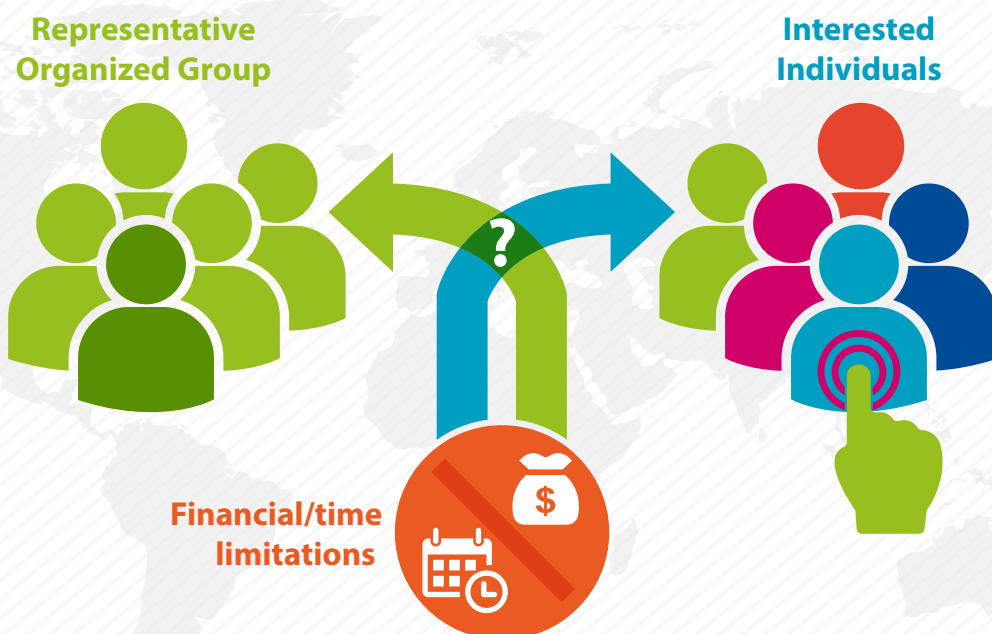 Representative
Organized Group
Interested
Individuals
?
Financial/time
limitations
$